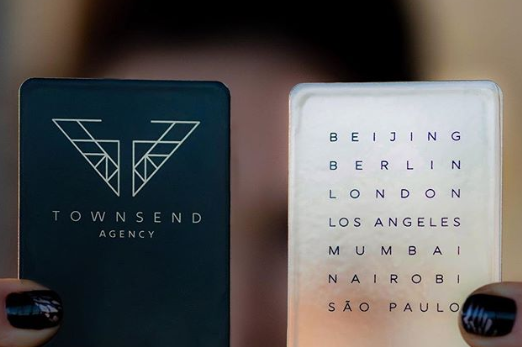 TOWNSEND
AGENCY
BEIJING
BERLIN
LONDON
LOS ANGELES
MUMBAI
NAIROBI
SÃO PAULO